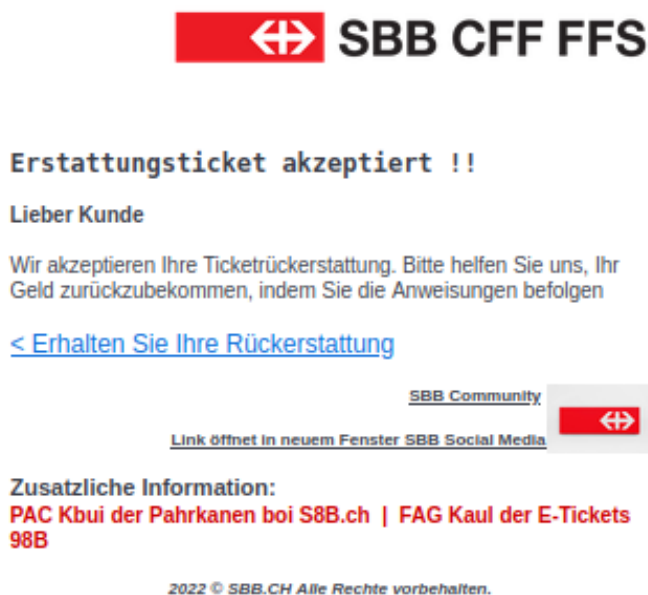 SBB CFF FFS
Erstattungsticket akzeptiert !!
Lieber Kunde
Wir akzeptieren Ihre Ticketrückerstattung. Bitte helfen Sie uns, Ihr
Geld zurückzubekommen, indem Sie die Anweisungen befolgen
< Erhalten Sie Ihre Rückerstattung
SBB Community
Link öffnet in neuem Fenster SBB Social Media
Zusatzliche Information:
PAC Kbui der Pahrkanen boi S8B.ch | FAG Kaul der E-Tickets
98B
2022 © SBB.CH Alle Rechte vorbehalten.